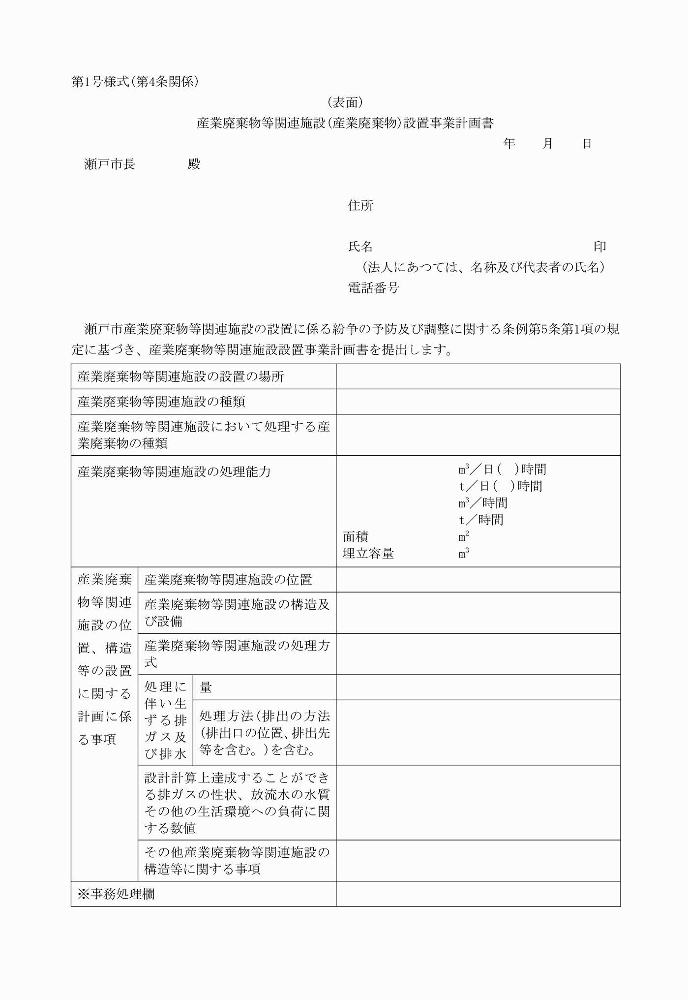 第1号様式(第4条関係)
(表面)
産業廃棄物等関連施設(産業廃棄物)設置事業計画書
年　　月　　日
瀬戸市長　　　　殿
住所
氏名　　　　　　　　　　　　　　　　　印
(法人にあつては、名称及び代表者の氏名)
電話番号
瀬戸市産業廃棄物等関連施設の設置に係る紛争の予防及び調整に関する条例第5条第1項の規
定に基づき、産業廃棄物等関連施設設置事業計画書を提出します。
産業廃棄物等関連施設の設置の場所
産業廃棄物等関連施設の種類
産業廃棄物等関連施設において処理する産
業廃棄物の種類
産業廃棄物等関連施設の処理能力
m³／日(　)時間
t／日(　)時間
m³／時間
t／時間
面積　　　　　　　m²
埋立容量　　　　　m³
産業廃棄
物等関連
施設の位
置、構造
等の設置
に関する
計画に係
る事項
産業廃棄物等関連施設の位置
産業廃棄物等関連施設の構造及
び設備
産業廃棄物等関連施設の処理方
式
処理に
伴い生
ずる排
ガス及
び排水
量
処理方法(排出の方法
(排出口の位置、排出先
等を含む。)を含む。
設計計算上達成することができ
る排ガスの性状、放流水の水質
その他の生活環境への負荷に関
する数値
その他産業廃棄物等関連施設の
構造等に関する事項
※事務処理欄